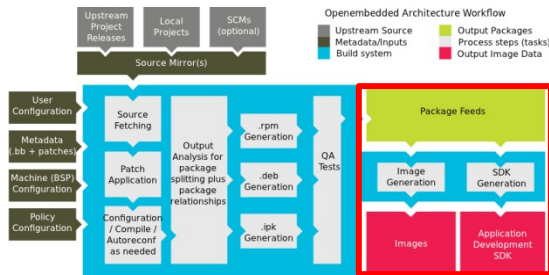 Openembedded Architecture Workflow
Upstream Source
Metadata/Inputs
Build system
Output Packages
Process steps (tasks)
Output Image Data
Upstream
Project
Releases
Local
Projects
SCMs
(optional)
Source Mirror(s)
User
Configuration
Metadata
(.bb + patches)
Machine (BSP)
Configuration
Policy
Configuration
Source
Fetching
Patch
Application
Configuration
/ Compile /
Autoreconf
as needed
Output
Analysis for
package
splitting plus
package
relationships
.rpm
Generation
.deb
Generation
.ipk
Generation
QA
Tests
Package Feeds
Image
Generation
SDK
Generation
Images
Application
Development
SDK